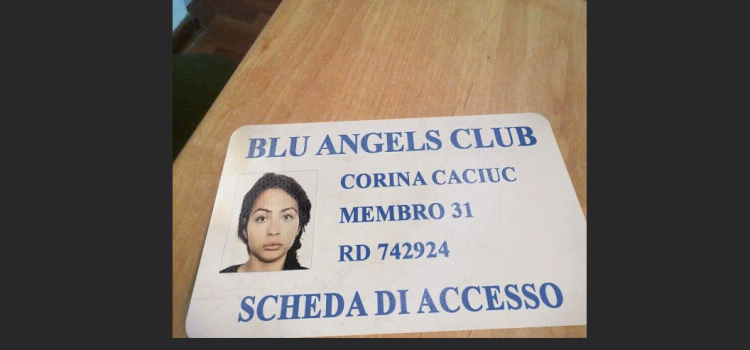 BLU ANGELS CLUB
CORINA CACIUC
MEMBRO 31
RD 742924
SCHEDA DI ACCESSO